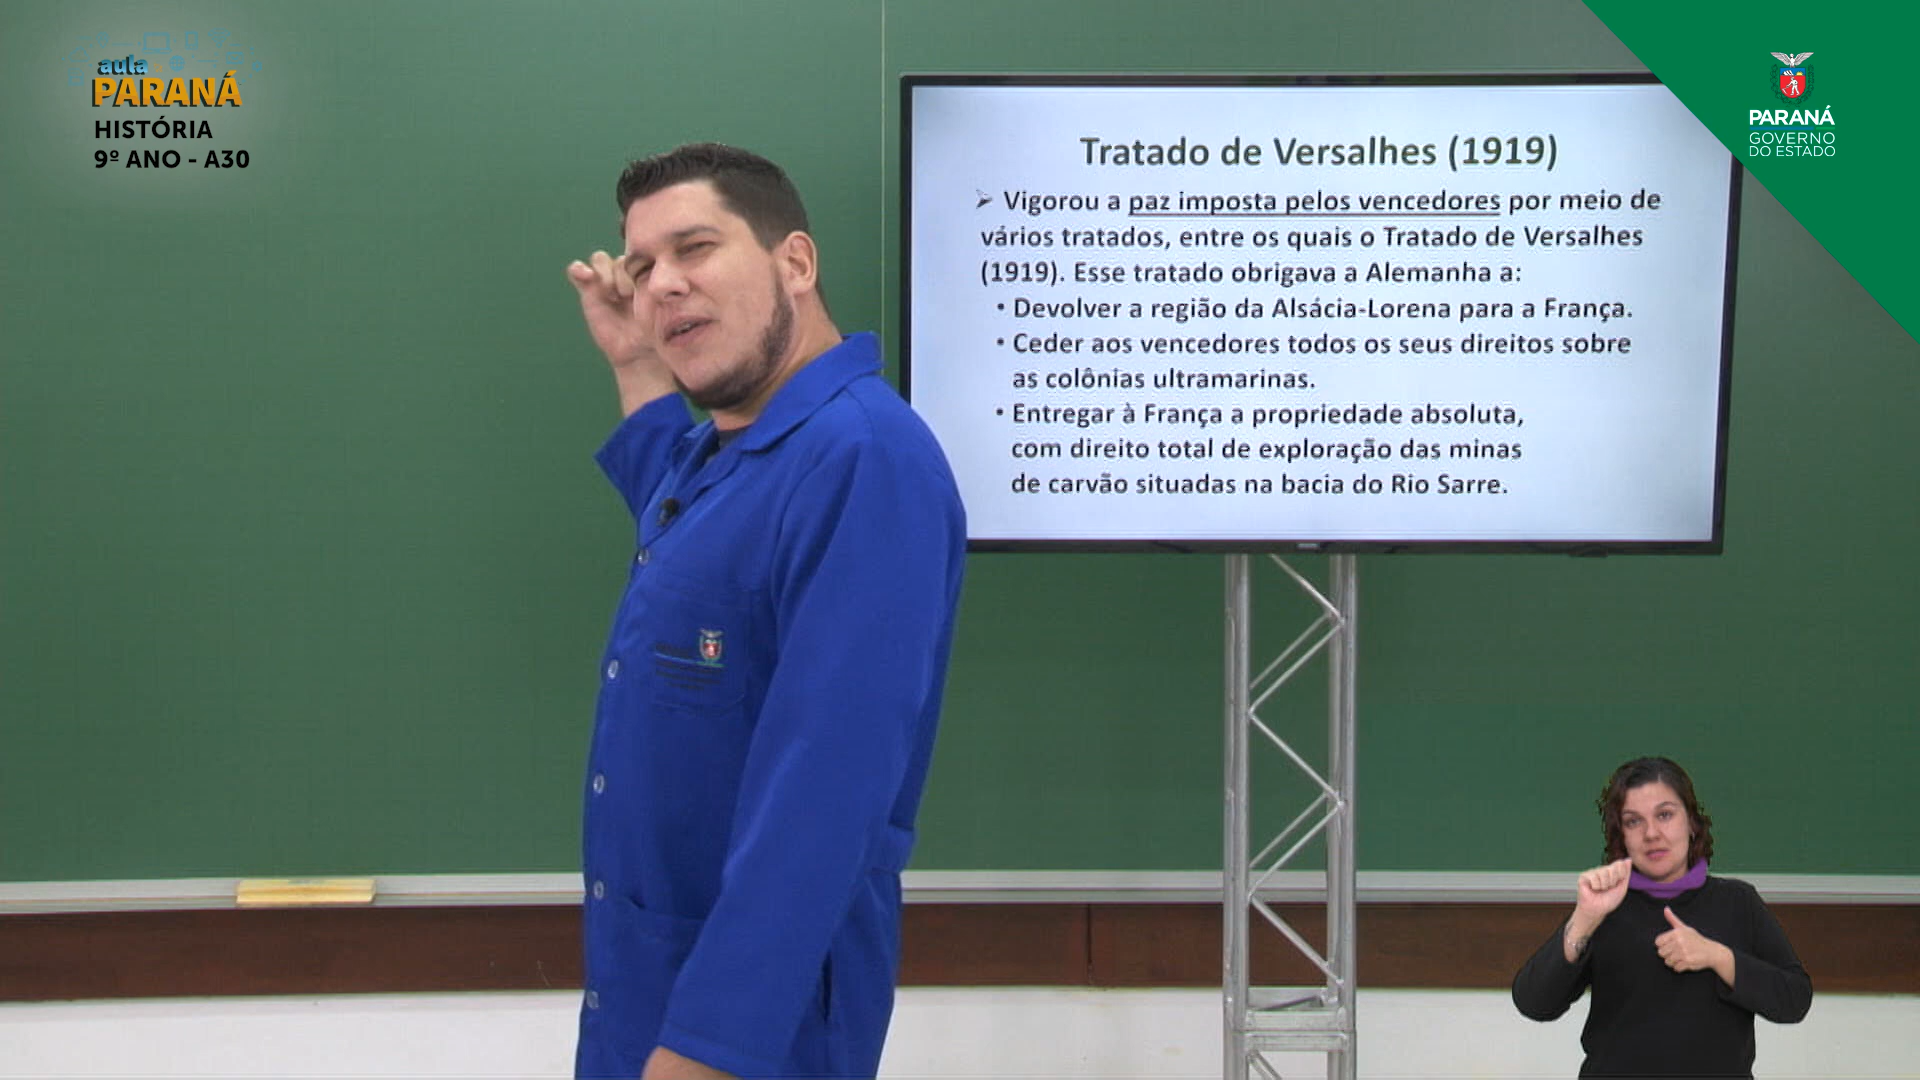 aula
PARANÁ
HISTÓRIA
9º ANO - A30
PARANÁ
GOVERNO
DO ESTADO
Tratado de Versalhes (1919)
➢ Vigorou a paz imposta pelos vencedores por meio de
vários tratados, entre os quais o Tratado de Versalhes
(1919). Esse tratado obrigava a Alemanha a:
• Devolver a região da Alsácia-Lorena para a França.
• Ceder aos vencedores todos os seus direitos sobre
as colônias ultramarinas.
• Entregar à França a propriedade absoluta,
com direito total de exploração das minas
de carvão situadas na bacia do Rio Sarre.